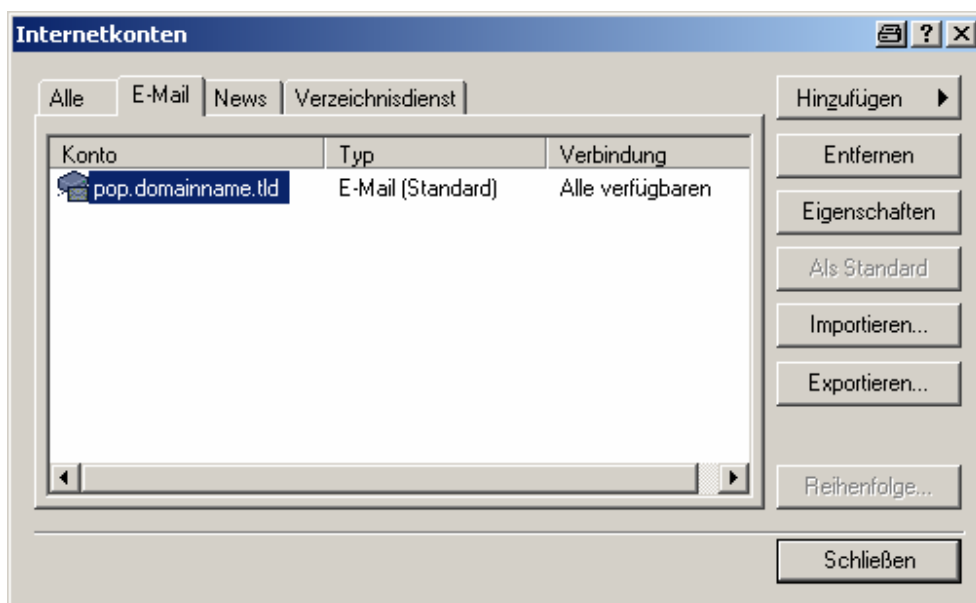 Internetkonten
Alle E-Mail News Verzeichnisdienst
Konto Typ Verbindung
pop.domainname.tld E-Mail (Standard) Alle verfügbaren
Hinzufügen
Entfernen
Eigenschaften
Als Standard
Importieren...
Exportieren...
Reihenfolge...
Schließen